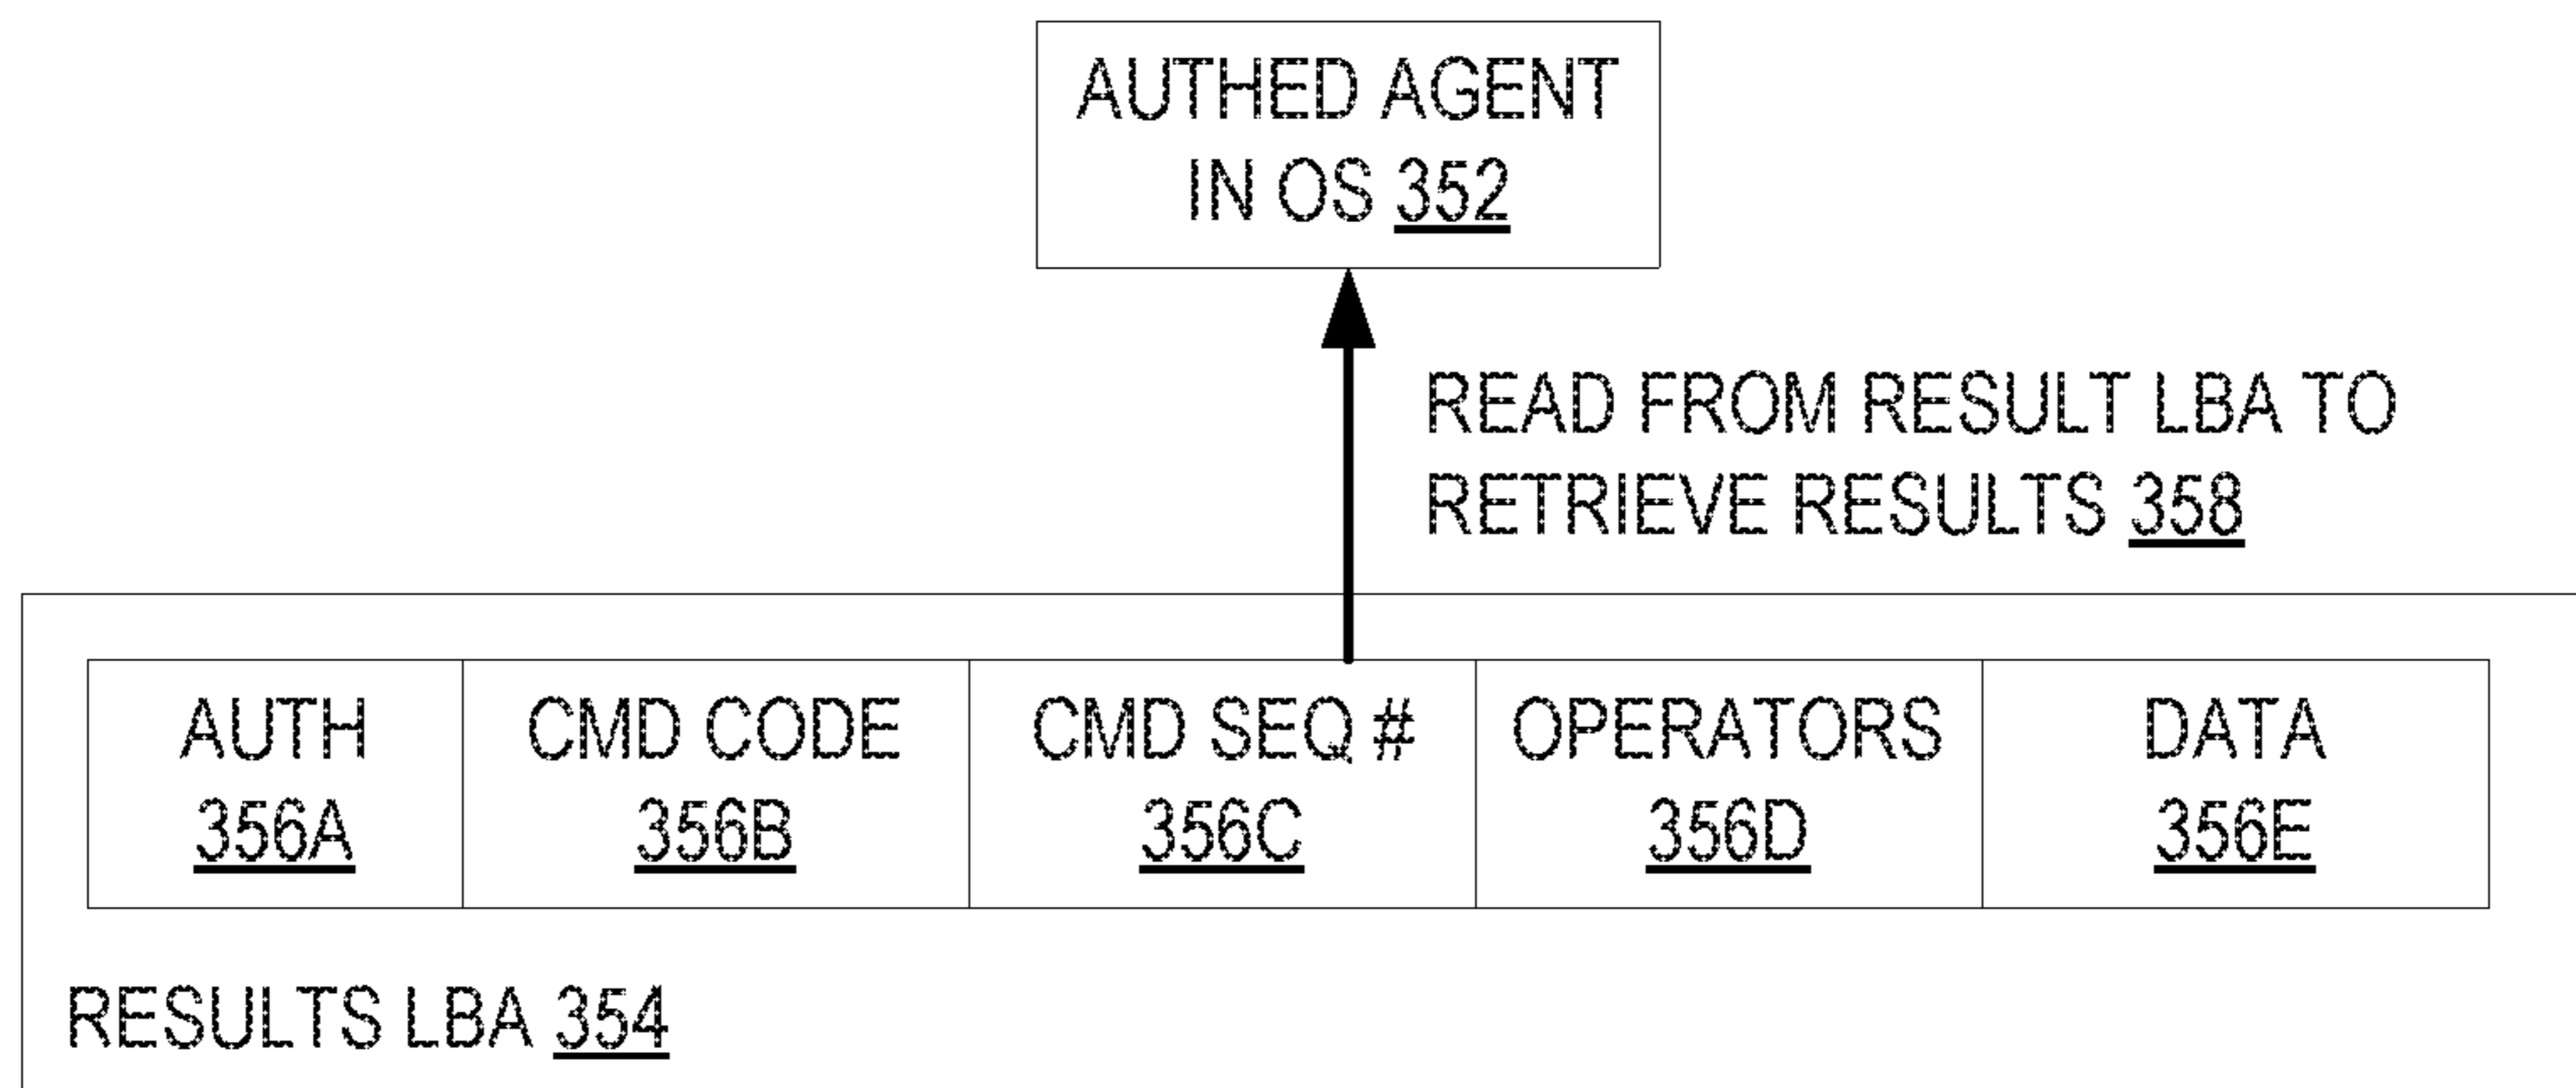 AUTHED AGENT
IN OS 352
READ FROM RESULT LBA TO
RETRIEVE RESULTS 358
AUTH
356A
CMD CODE
356B
CMD SEQ #
356C
OPERATORS
356D
DATA
356E
RESULTS LBA 354